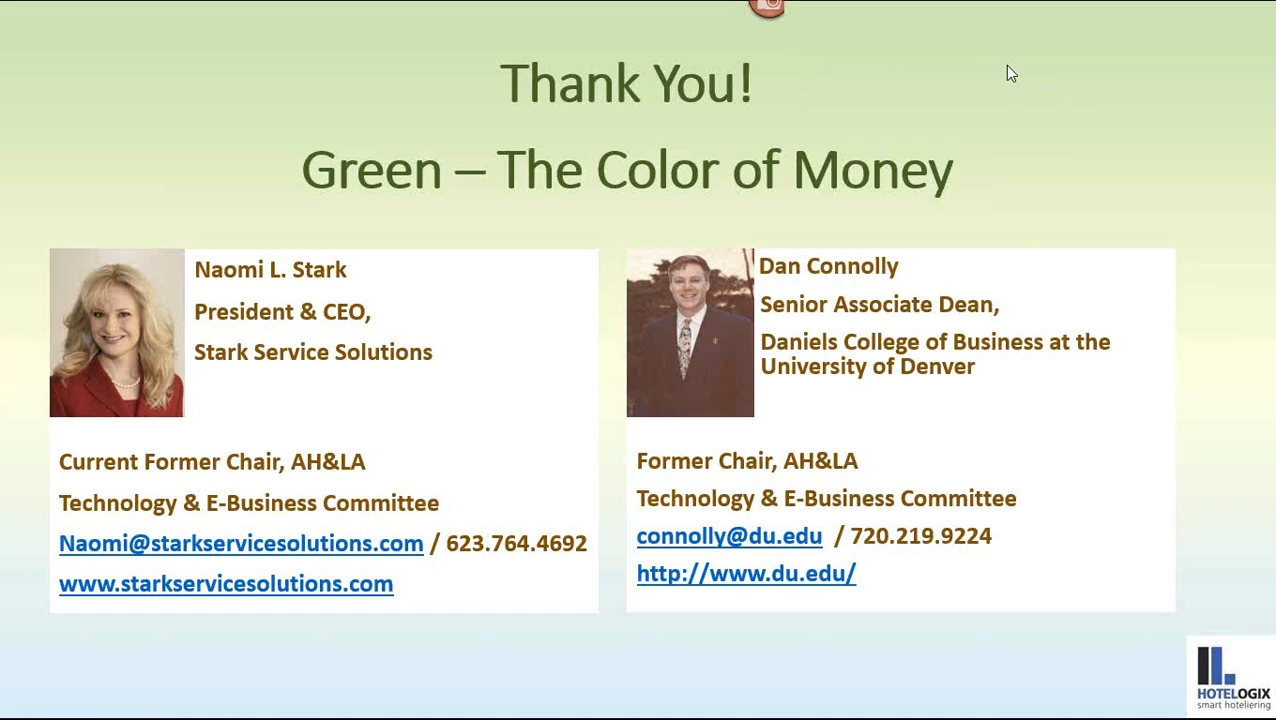 Thank You!
Green – The Color of Money
Naomi L. Stark
President & CEO,
Stark Service Solutions
Current Former Chair, AH&LA
Technology & E-Business Committee
Naomi@starkservicesolutions.com / 623.764.4692
www.starkservicesolutions.com
Dan Connolly
Senior Associate Dean,
Daniels College of Business at the
University of Denver
Former Chair, AH&LA
Technology & E-Business Committee
connolly@du.edu / 720.219.9224
http://www.du.edu/
HOTELOGIX
smart hoteliering